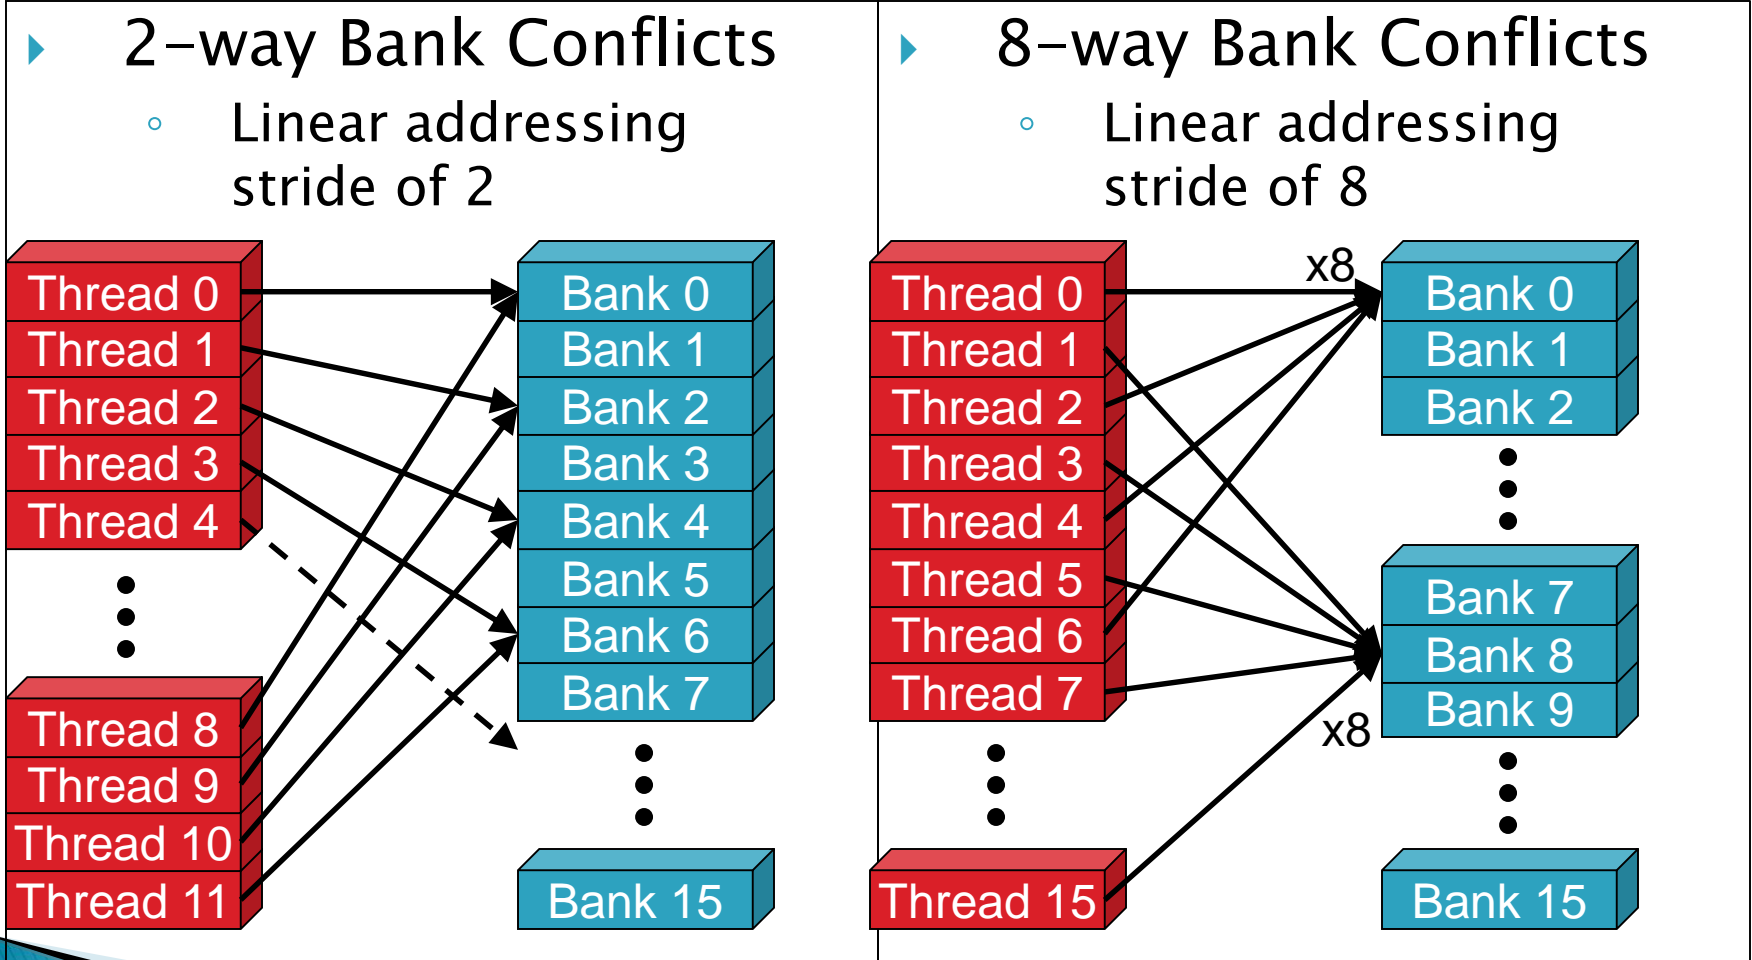 2-way Bank Conflicts
Linear addressing
stride of 2
Thread 0
Thread 1
Thread 2
Thread 3
Thread 4
Thread 8
Thread 9
Thread 10
Thread 11
Bank 0
Bank 1
Bank 2
Bank 3
Bank 4
Bank 5
Bank 6
Bank 7
Bank 15
8-way Bank Conflicts
Linear addressing
stride of 8
Thread 0
Thread 1
Thread 2
Thread 3
Thread 4
Thread 5
Thread 6
Thread 7
Thread 15
x8
x8
Bank 0
Bank 1
Bank 2
Bank 7
Bank 8
Bank 9
Bank 15